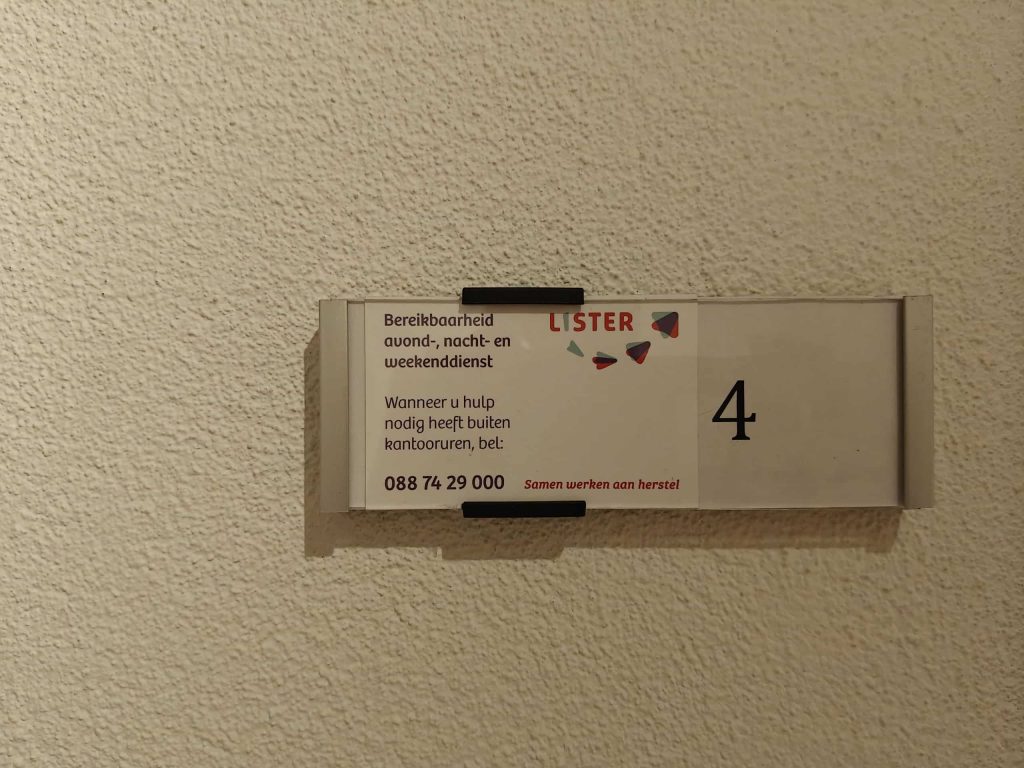 Bereikbaarheid
avond-, nacht- en
weekenddienst
LISTER
Wanneer u hulp
nodig heeft buiten
kantooruren, bel:
088 74 29 000
Samen werken aan herstel
4